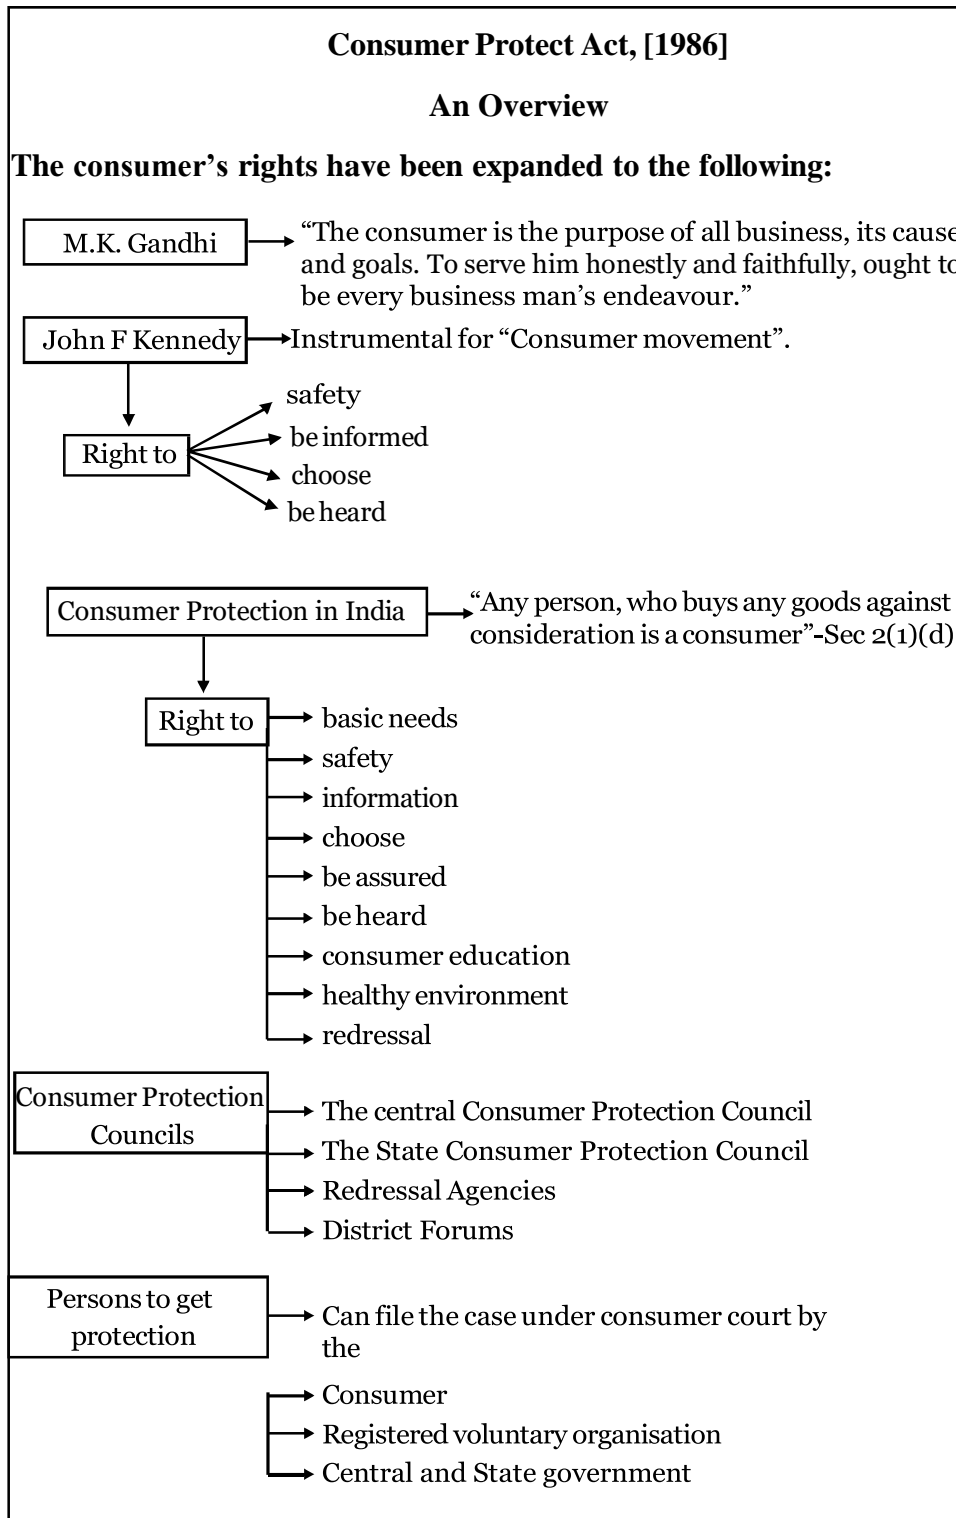 Consumer Protect Act, [1986]
An Overview
The consumer's rights have been expanded to the following:
M.K. Gandhi
“The consumer is the purpose of all business, its cause
and goals. To serve him honestly and faithfully, ought to
be every business man's endeavour.”
John F Kennedy
Instrumental for “Consumer movement”.
Right to
safety
be informed
choose
be heard
Consumer Protection in India
“Any person, who buys any goods against
consideration is a consumer”-Sec 2(1)(d)
Right to
basic needs
safety
information
choose
be assured
be heard
consumer education
healthy environment
redressal
Consumer Protection
Councils
The central Consumer Protection Council
The State Consumer Protection Council
Redressal Agencies
District Forums
Persons to get
protection
Can file the case under consumer court by
the
Consumer
Registered voluntary organisation
Central and State government